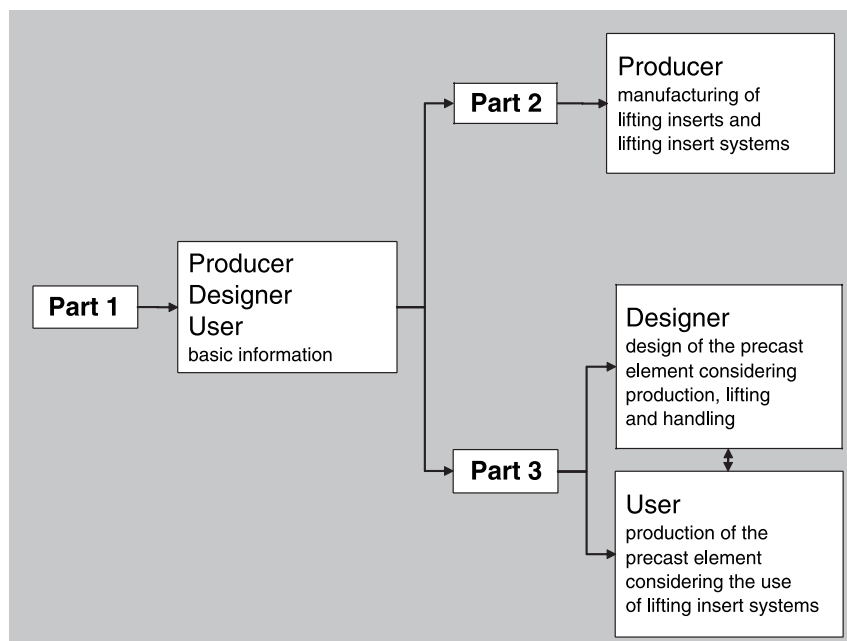 Part 1
Producer
Designer
User
basic information
Part 2
Producer
manufacturing of
lifting inserts and
lifting insert systems
Part 3
Designer
design of the precast
element considering
production, lifting
and handling
User
production of the
precast element
considering the use
of lifting insert systems